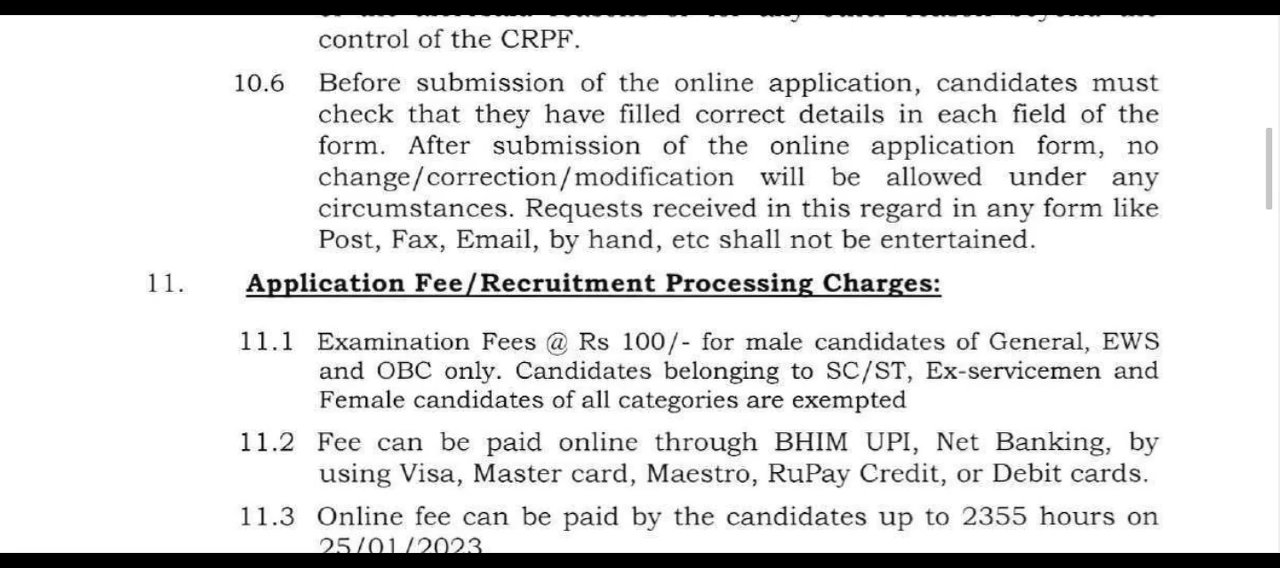 control of the CRPF.
10.6 Before submission of the online application, candidates must
check that they have filled correct details in each field of the
form. After submission of the online application form, no
change/correction/modification will be allowed under any
circumstances. Requests received in this regard in any form like
Post, Fax, Email, by hand, etc shall not be entertained.
11. Application Fee/Recruitment Processing Charges:
11.1 Examination Fees @ Rs 100/- for male candidates of General, EWS
and OBC only. Candidates belonging to SC/ST, Ex-servicemen and
Female candidates of all categories are exempted
11.2 Fee can be paid online through BHIM UPI, Net Banking, by
using Visa, Master card, Maestro, RuPay Credit, or Debit cards.
11.3 Online fee can be paid by the candidates up to 2355 hours on
25/01/2023